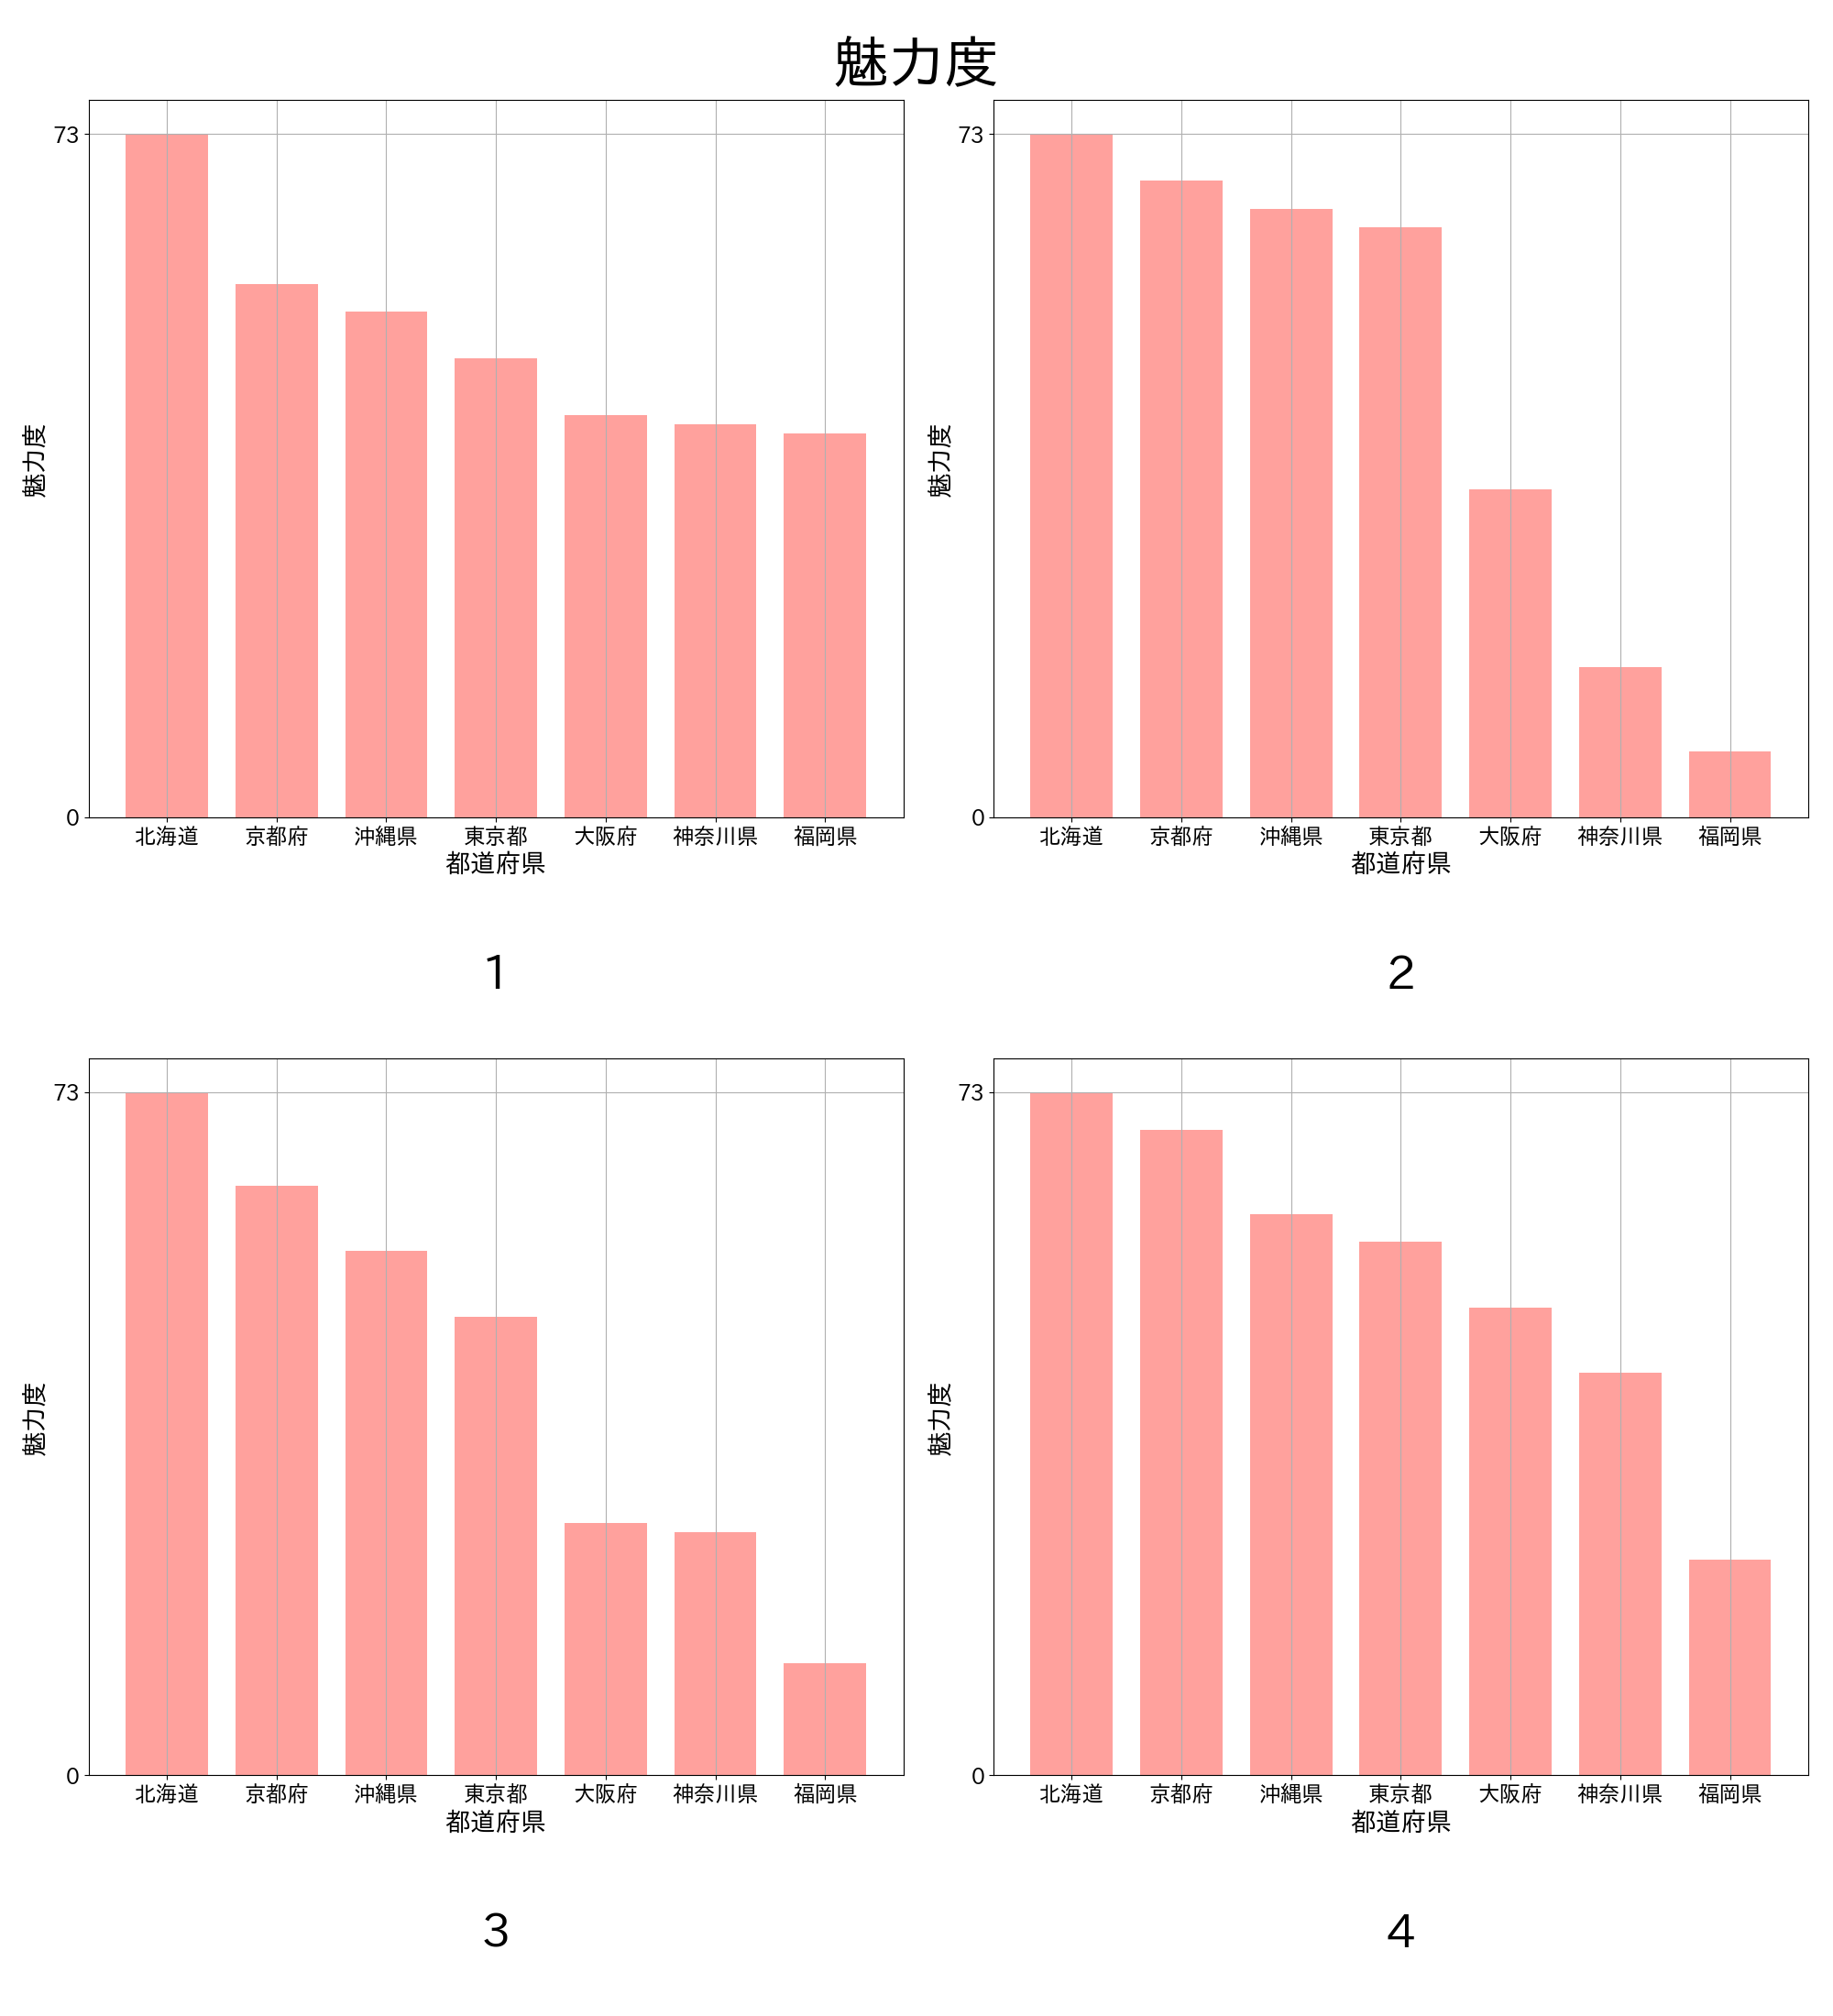 魅力度
73
0
魅力度
北海道 京都府 沖縄県 東京都 大阪府 神奈川県 福岡県
都道府県
1
73
0
魅力度
北海道 京都府 沖縄県 東京都 大阪府 神奈川県 福岡県
都道府県
2
73
0
魅力度
北海道 京都府 沖縄県 東京都 大阪府 神奈川県 福岡県
都道府県
3
73
0
魅力度
北海道 京都府 沖縄県 東京都 大阪府 神奈川県 福岡県
都道府県
4